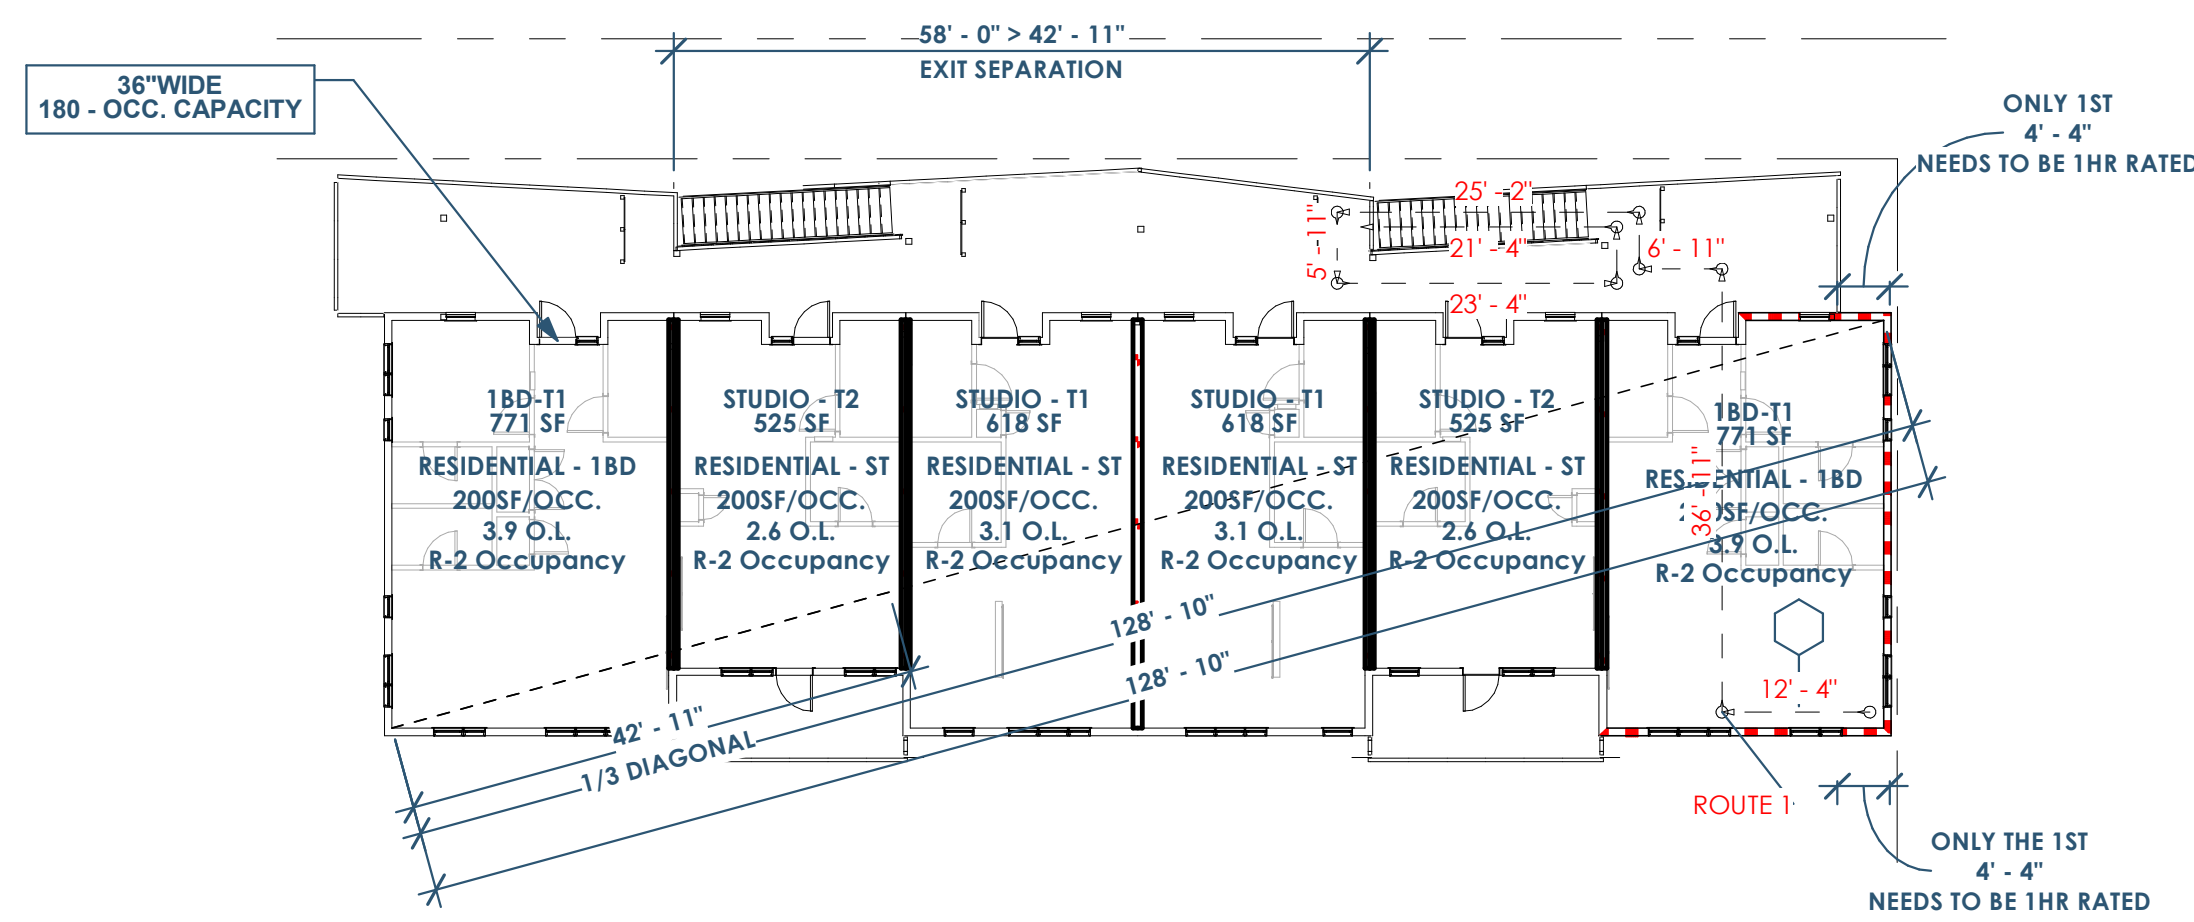 58' - 0" > 42' - 11"
EXIT SEPARATION
36"WIDE
180 - OCC. CAPACITY
ONLY 1ST
4' - 4"
NEEDS TO BE 1HR RATED
25' - 2"
5' - 11"
21' - 4"
6' - 11"
23' - 4"
1BD-T1
771 SF
RESIDENTIAL - 1BD
200SF/OCC.
3.9 O.L.
R-2 Occupancy
STUDIO - T2
525 SF
RESIDENTIAL - ST
200SF/OCC.
2.6 O.L.
R-2 Occupancy
STUDIO - T1
618 SF
RESIDENTIAL - ST
200SF/OCC.
3.1 O.L.
R-2 Occupancy
STUDIO - T1
618 SF
RESIDENTIAL - ST
200SF/OCC.
3.1 O.L.
R-2 Occupancy
STUDIO - T2
525 SF
RESIDENTIAL - ST
200SF/OCC.
2.6 O.L.
R-2 Occupancy
1BD-T1
771 SF
RESIDENTIAL - 1BD
200SF/OCC.
3.9 O.L.
R-2 Occupancy
36' - 11"
12' - 4"
128' - 10"
128' - 10"
42' - 11"
1/3 DIAGONAL
ROUTE 1
ONLY THE 1ST
4' - 4"
NEEDS TO BE 1HR RATED